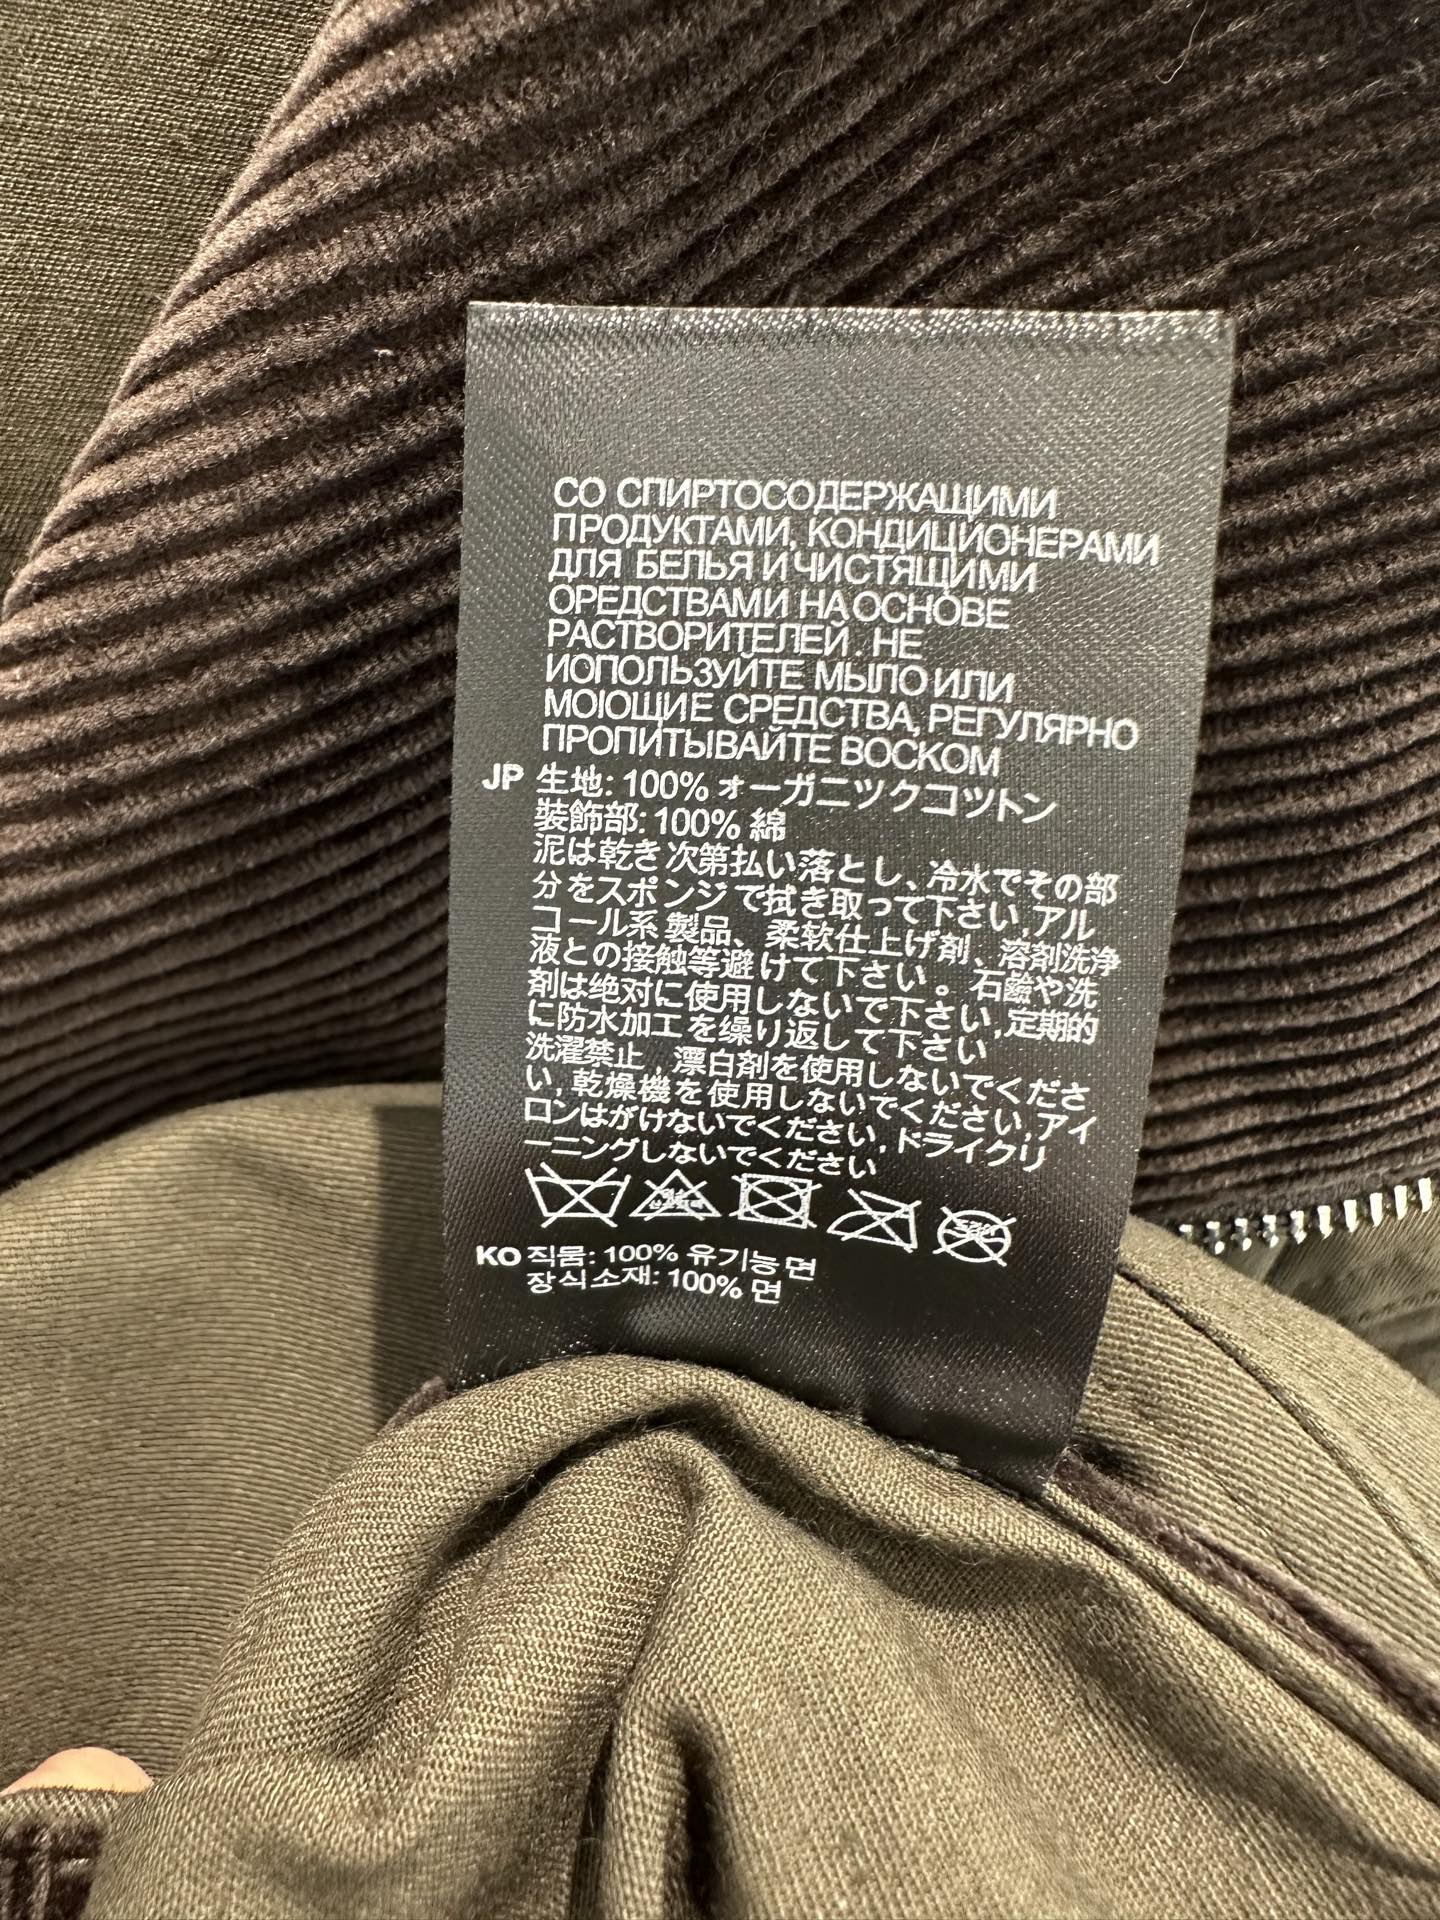 СО СПИРТОСОДЕРЖАЩИМИ
ПРОДУКТАМИ, КОНДИЦИОНЕРАМИ
ДЛЯ БЕЛЬЯ И ЧИСТЯЩИМИ
ОРЕДСТВАМИ НА ОСНОВЕ
РАСТВОРИТЕЛЕЙ . НЕ
ИОПОЛЬЗУЙТЕ МЫЛО ИЛИ
МОЮЩИЕ СРЕДСТВА, РЕГУЛЯРНО
ПРОПИТЫВАЙТЕ ВОСКОМ
JP 生地: 100% オーガニックコツトン
装飾部: 100% 綿
泥は乾き次第払い落とし、冷水でその部
分をスポンジで拭き取って下さい,アル
コール系 製品、柔軟仕上げ剤、溶剤洗浄
液との接触等避けて下さい。石鹼や洗
剤は绝对に使用しないで下さい,定期的
に防水加工を繰り返して下さい
洗濯禁止 , 漂白剤を使用しないでくださ
い,乾燥機を使用しないでください,アイ
ロンはがけないでください,ドライクリ
ーニングしないでください
드라이
KO 직물: 100% 유기능면
장식소재: 100% 면